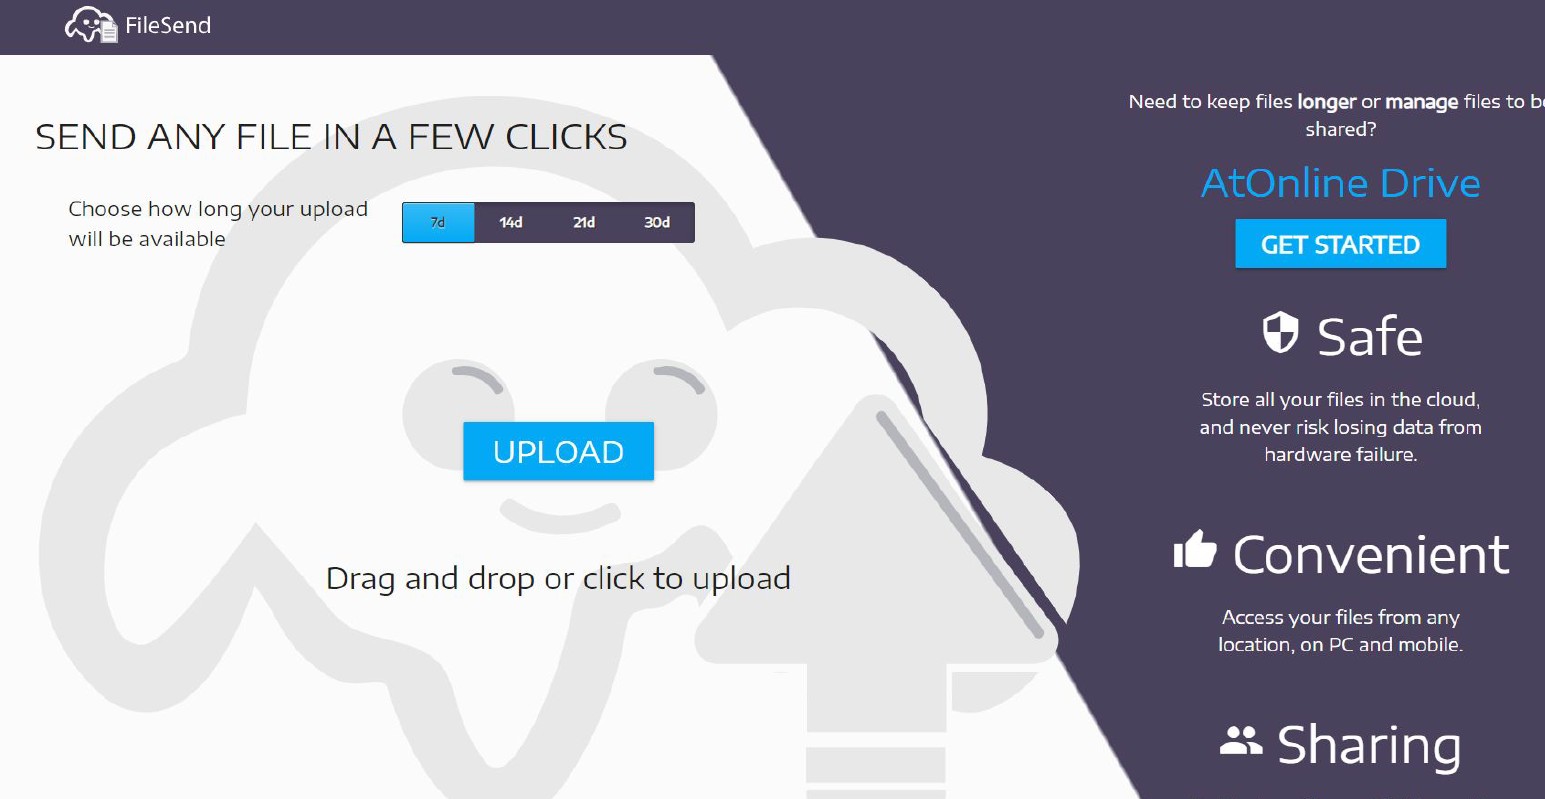 FileSend
SEND ANY FILE IN A FEW CLICKS
Choose how long your upload
will be available
7d 14d 21d 30d
UPLOAD
Drag and drop or click to upload
Need to keep files longer or manage files to be
shared?
AtOnline Drive
GET STARTED
Safe
Store all your files in the cloud,
and never risk losing data from
hardware failure.
Convenient
Access your files from any
location, on PC and mobile.
Sharing